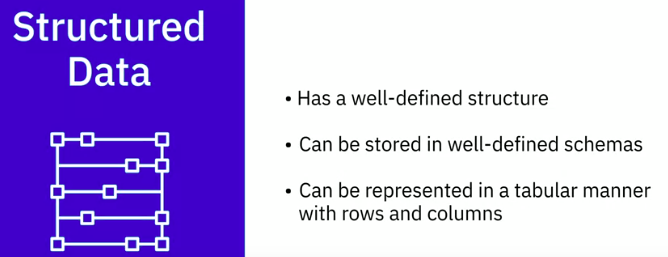 Structured
Data
• Has a well-defined structure
• Can be stored in well-defined schemas
• Can be represented in a tabular manner
with rows and columns